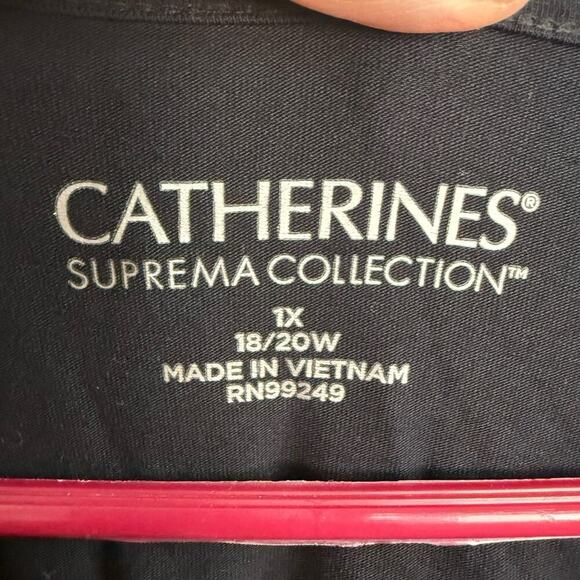 CATHERINES®
SUPREMA COLLECTION™
1X
18/20W
MADE IN VIETNAM
RN99249